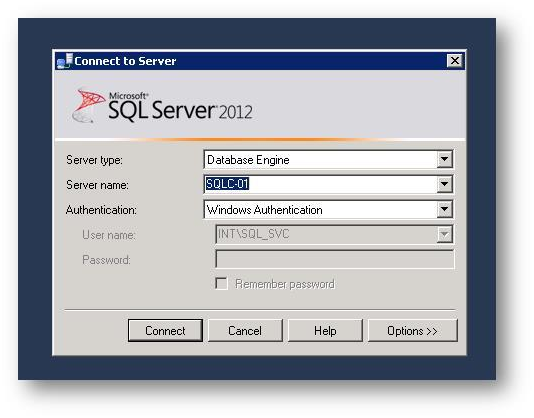 Connect to Server
Microsoft®
SQL Server® 2012
Server type: Database Engine
Server name: SQLC-01
Authentication: Windows Authentication
User name: INT\SQL_SVC
Password:
Remember password
Connect Cancel Help Options >>